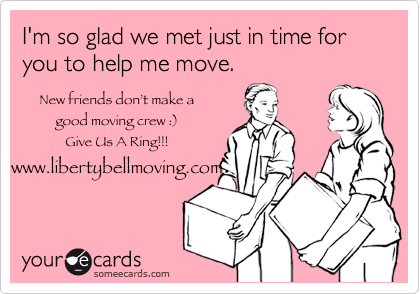 I'm so glad we met just in time for
you to help me move.
New friends don't make a
good moving crew :)
Give Us A Ring!!!
www.libertybellmoving.com
your e cards
someecards.com